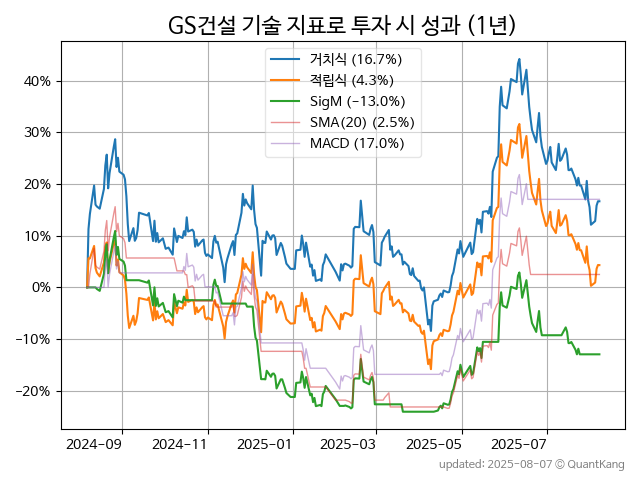 GS건설 기술 지표로 투자 시 성과 (1년)
거치식 (16.7%)
적립식 (4.3%)
SigM (-13.0%)
SMA(20) (2.5%)
MACD (17.0%)
40%
30%
20%
10%
0%
-10%
-20%
2024-09 2024-11 2025-01 2025-03 2025-05 2025-07
updated: 2025-08-07 © QuantKang